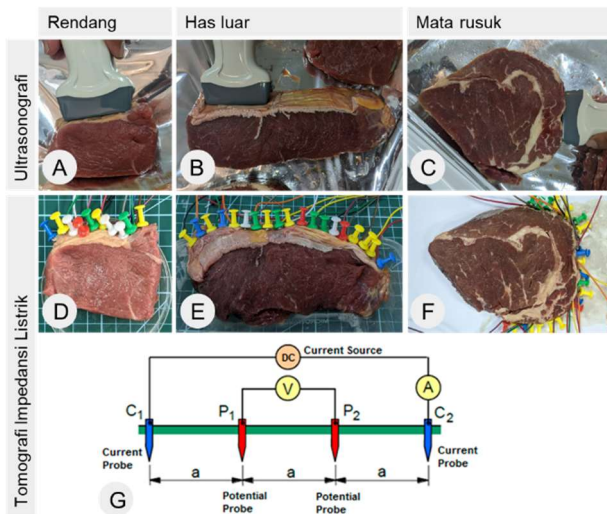 Rendang
Has luar
Mata rusuk
Ultrasonografi
A
B
C
Tomografi Impedansi Listrik
D
E
F
DC
Current Source
V
A
C1
P1
P2
C2
Current
Probe
Current
Probe
a
a
a
Potential
Probe
Potential
Probe
G